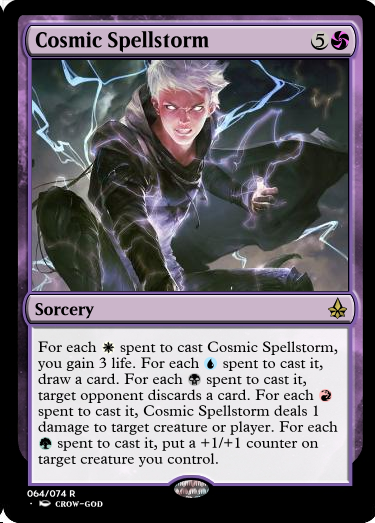 Cosmic Spellstorm 5
Sorcery
For each spent to cast Cosmic Spellstorm,
you gain 3 life. For each spent to cast it,
draw a card. For each spent to cast it,
target opponent discards a card. For each
spent to cast it, Cosmic Spellstorm deals 1
damage to target creature or player. For each
spent to cast it, put a +1/+1 counter on
target creature you control.
064/074 R
· CROW-GOD